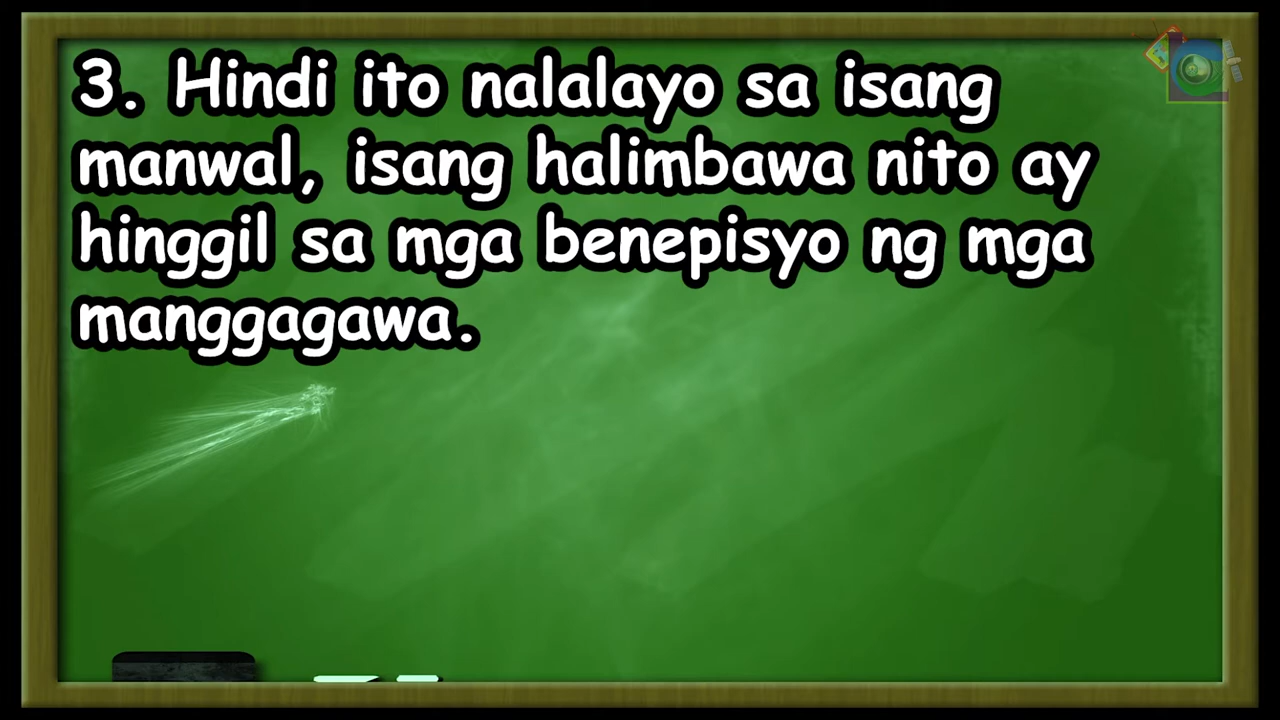 3. Hindi ito nalalayo sa isang
manwal, isang halimbawa nito ay
hinggil sa mga benepisyo ng mga
manggagawa.